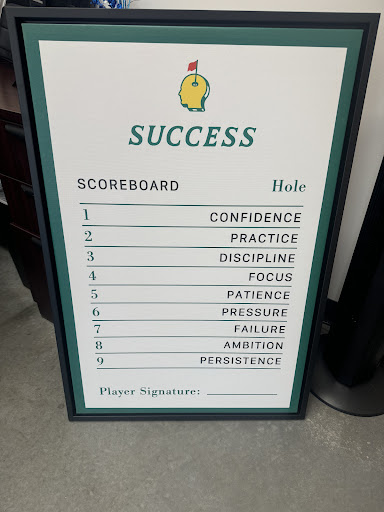 SUCCESS
SCOREBOARD Hole
1 CONFIDENCE
2 PRACTICE
3 DISCIPLINE
4 FOCUS
5 PATIENCE
6 PRESSURE
7 FAILURE
8 AMBITION
9 PERSISTENCE
Player Signature: